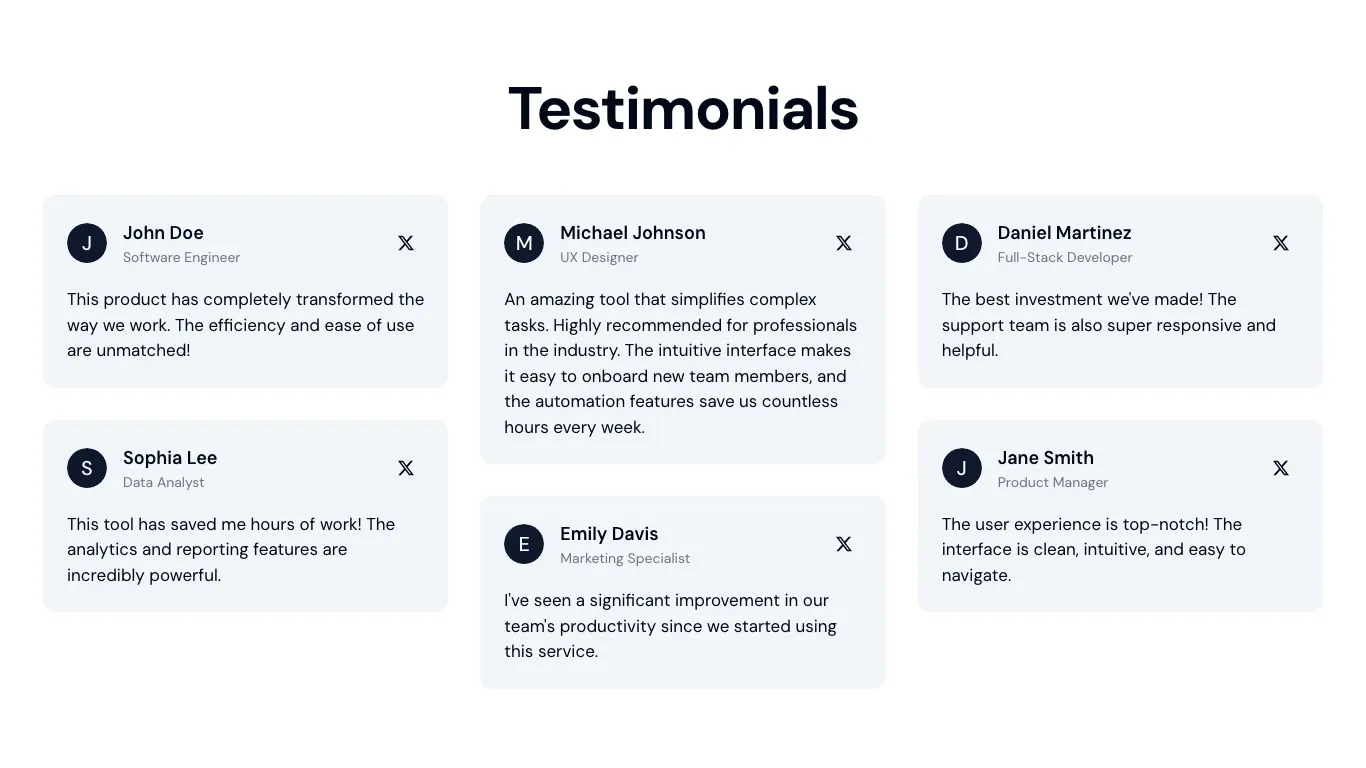 Testimonials
J
John Doe
Software Engineer
This product has completely transformed the
way we work. The efficiency and ease of use
are unmatched!
S
Sophia Lee
Data Analyst
This tool has saved me hours of work! The
analytics and reporting features are
incredibly powerful.
M
Michael Johnson
UX Designer
An amazing tool that simplifies complex
tasks. Highly recommended for professionals
in the industry. The intuitive interface makes
it easy to onboard new team members, and
the automation features save us countless
hours every week.
E
Emily Davis
Marketing Specialist
I've seen a significant improvement in our
team's productivity since we started using
this service.
D
Daniel Martinez
Full-Stack Developer
The best investment we've made! The
support team is also super responsive and
helpful.
J
Jane Smith
Product Manager
The user experience is top-notch! The
interface is clean, intuitive, and easy to
navigate.